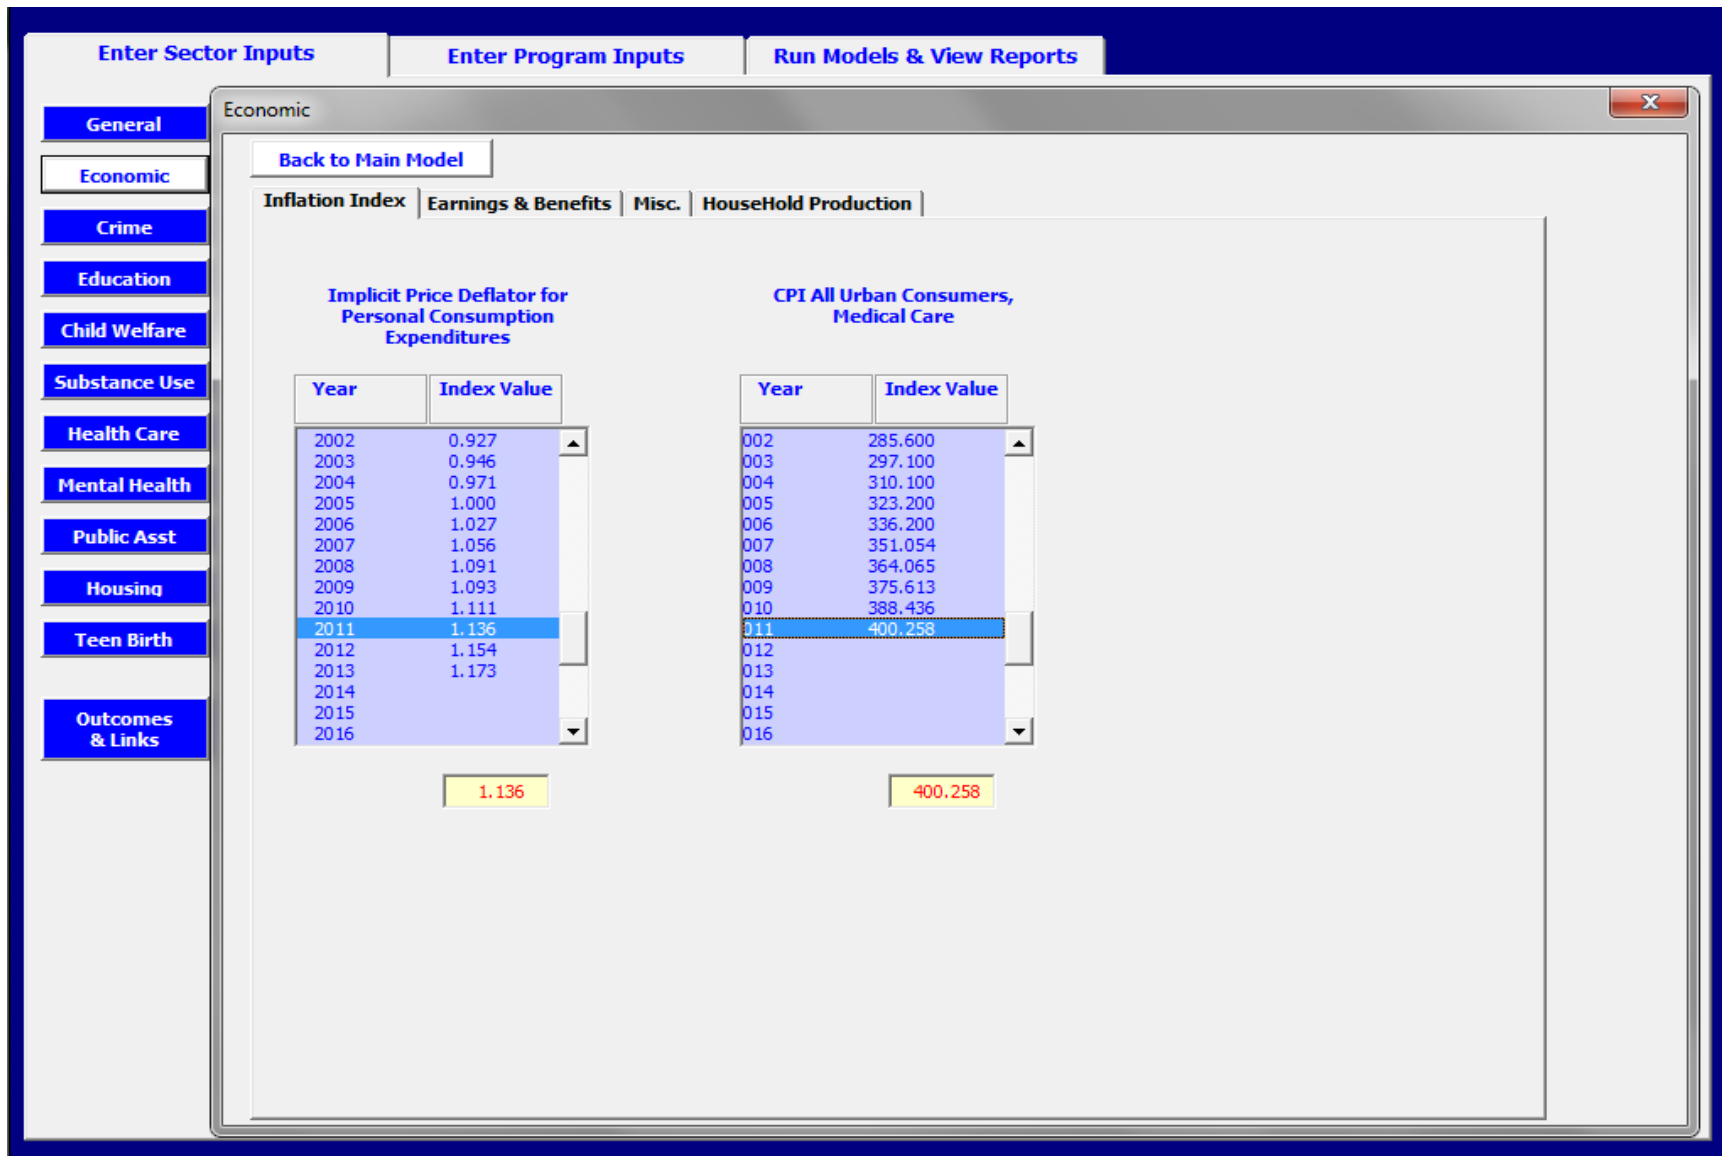 Enter Sector Inputs
Enter Program Inputs
Run Models & View Reports
General
Economic
Crime
Education
Child Welfare
Substance Use
Health Care
Mental Health
Public Asst
Housing
Teen Birth
Outcomes
& Links
Economic
X
Back to Main Model
Inflation Index
Earnings & Benefits
Misc.
HouseHold Production
Implicit Price Deflator for
Personal Consumption
Expenditures
Year Index Value
2002 0.927
2003 0.946
2004 0.971
2005 1.000
2006 1.027
2007 1.056
2008 1.091
2009 1.093
2010 1.111
2011 1.136
2012 1.154
2013 1.173
2014
2015
2016
1.136
CPI All Urban Consumers,
Medical Care
Year Index Value
002 285.600
003 297.100
004 310.100
005 323.200
006 336.200
007 351.054
008 364.065
009 375.613
010 388.436
011 400.258
012
013
014
015
016
400.258